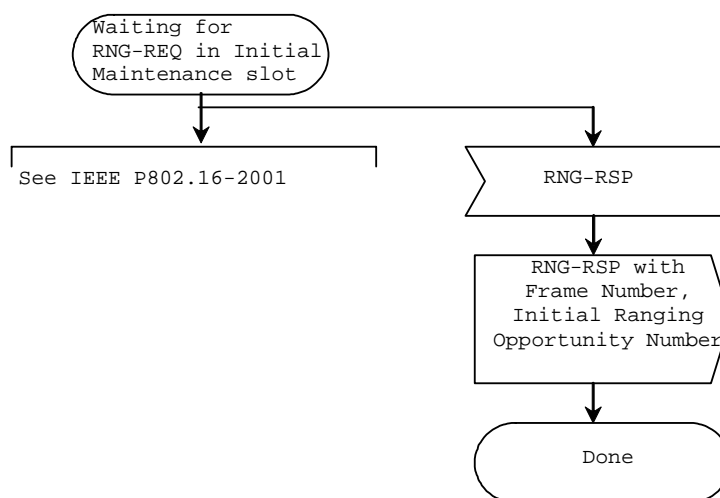 Waiting for
RNG-REQ in Initial
Maintenance slot
See IEEE P802.16-2001
RNG-RSP
RNG-RSP with
Frame Number,
Initial Ranging
Opportunity Number
Done